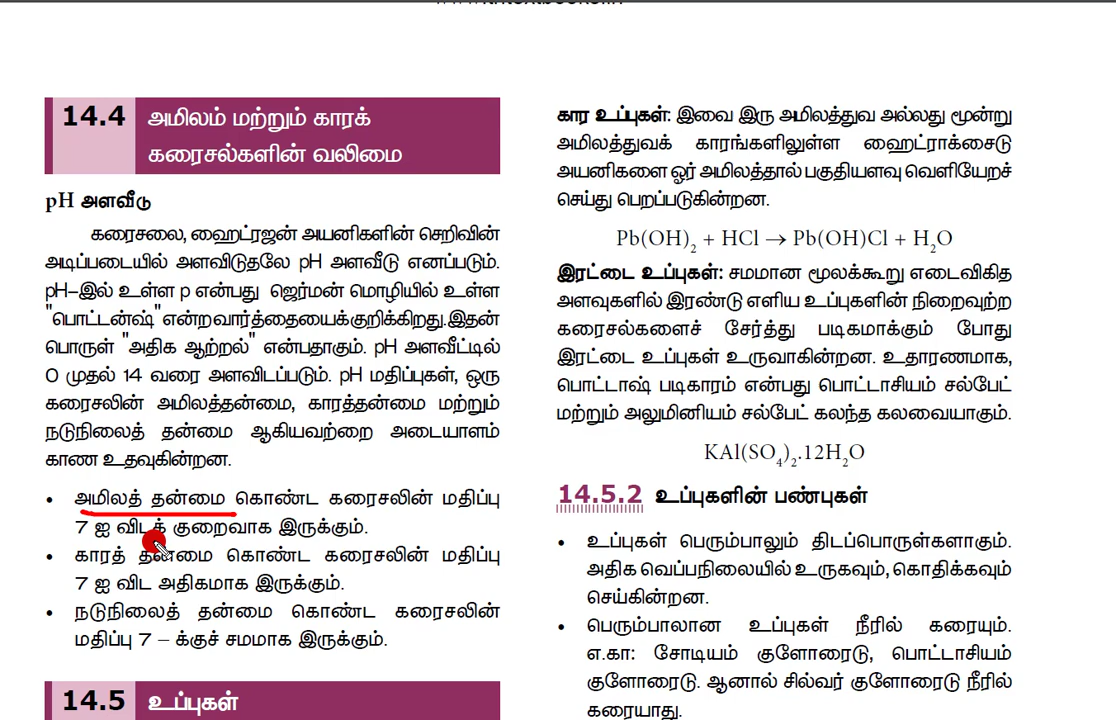 14.4 அமிலம் மற்றும் காரக்
கரைசல்களின் வலிமை
pH அளவீடு
கரைசலை, ஹைட்ரஜன் அயனிகளின் செறிவின்
அடிப்படையில் அளவிடுதலே pH அளவீடு எனப்படும்.
pH–இல் உள்ள p என்பது ஜெர்மன் மொழியில் உள்ள
"பொட்டன்ஷ்" என்ற வார்த்தையைக் குறிக்கிறது. இதன்
பொருள் "அதிக ஆற்றல்" என்பதாகும். pH அளவீட்டில்
0 முதல் 14 வரை அளவிடப்படும். pH மதிப்புகள், ஒரு
கரைசலின் அமிலத்தன்மை, காரத்தன்மை மற்றும்
நடுநிலைத் தன்மை ஆகியவற்றை அடையாளம்
காண உதவுகின்றன.
• அமிலத் தன்மை கொண்ட கரைசலின் மதிப்பு
7 ஐ விடக் குறைவாக இருக்கும்.
• காரத் தன்மை கொண்ட கரைசலின் மதிப்பு
7 ஐ விட அதிகமாக இருக்கும்.
• நடுநிலைத் தன்மை கொண்ட கரைசலின்
மதிப்பு 7 – க்குச் சமமாக இருக்கும்.
14.5 உப்புகள்
கார உப்புகள்: இவை இரு அமிலத்துவ அல்லது மூன்று
அமிலத்துவக் காரங்களிலுள்ள ஹைட்ராக்சைடு
அயனிகளை ஓர் அமிலத்தால் பகுதியளவு வெளியேறச்
செய்து பெறப்படுகின்றன.
Pb(OH)₂ + HCl → Pb(OH)Cl + H₂O
இரட்டை உப்புகள்: சமமான மூலக்கூறு எடைவிகித
அளவுகளில் இரண்டு எளிய உப்புகளின் நிறைவுற்ற
கரைசல்களைச் சேர்த்து படிகமாக்கும் போது
இரட்டை உப்புகள் உருவாகின்றன. உதாரணமாக,
பொட்டாஷ் படிகாரம் என்பது பொட்டாசியம் சல்பேட்
மற்றும் அலுமினியம் சல்பேட் கலந்த கலவையாகும்.
KAl(SO₄)₂.12H₂O
14.5.2 உப்புகளின் பண்புகள்
• உப்புகள் பெரும்பாலும் திடப்பொருள்களாகும்.
அதிக வெப்பநிலையில் உருகவும், கொதிக்கவும்
செய்கின்றன.
• பெரும்பாலான உப்புகள் நீரில் கரையும்.
எ.கா: சோடியம் குளோரைடு, பொட்டாசியம்
குளோரைடு. ஆனால் சில்வர் குளோரைடு நீரில்
கரையாது.